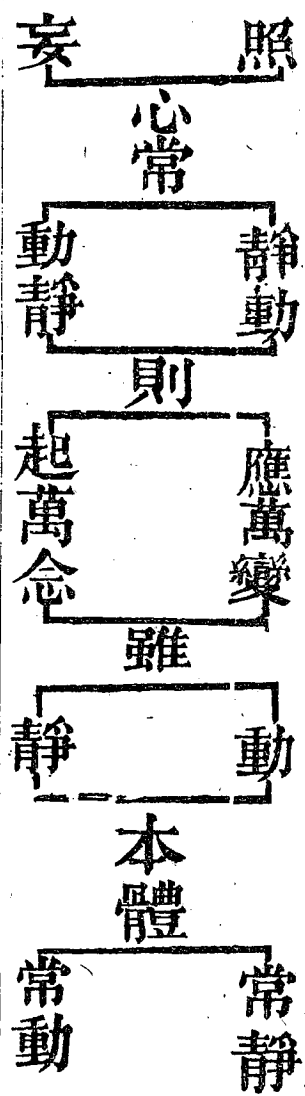 照 妄
心常
靜動 動靜
則
應萬變 起萬念
雖
動 靜
本體
常靜 常動